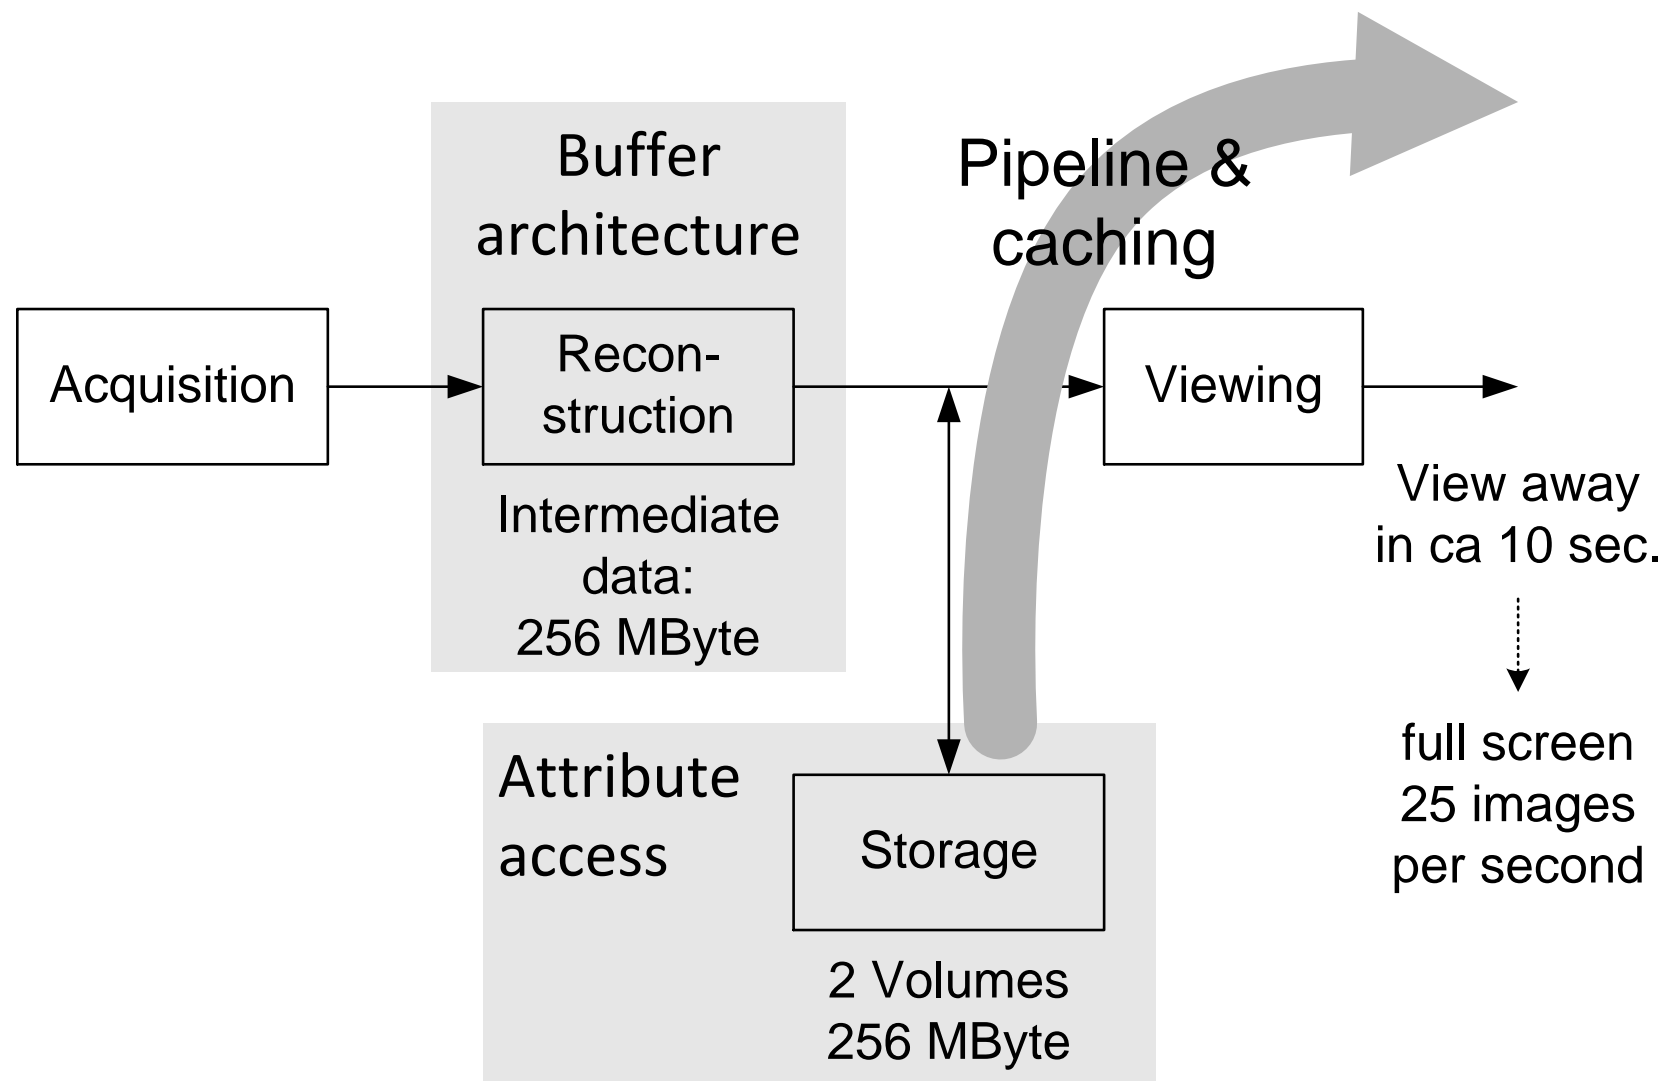 Buffer
architecture
Pipeline &
caching
Acquisition
Recon-
struction
Viewing
Intermediate
data:
256 MByte
View away
in ca 10 sec.
full screen
25 images
per second
Attribute
access
Storage
2 Volumes
256 MByte